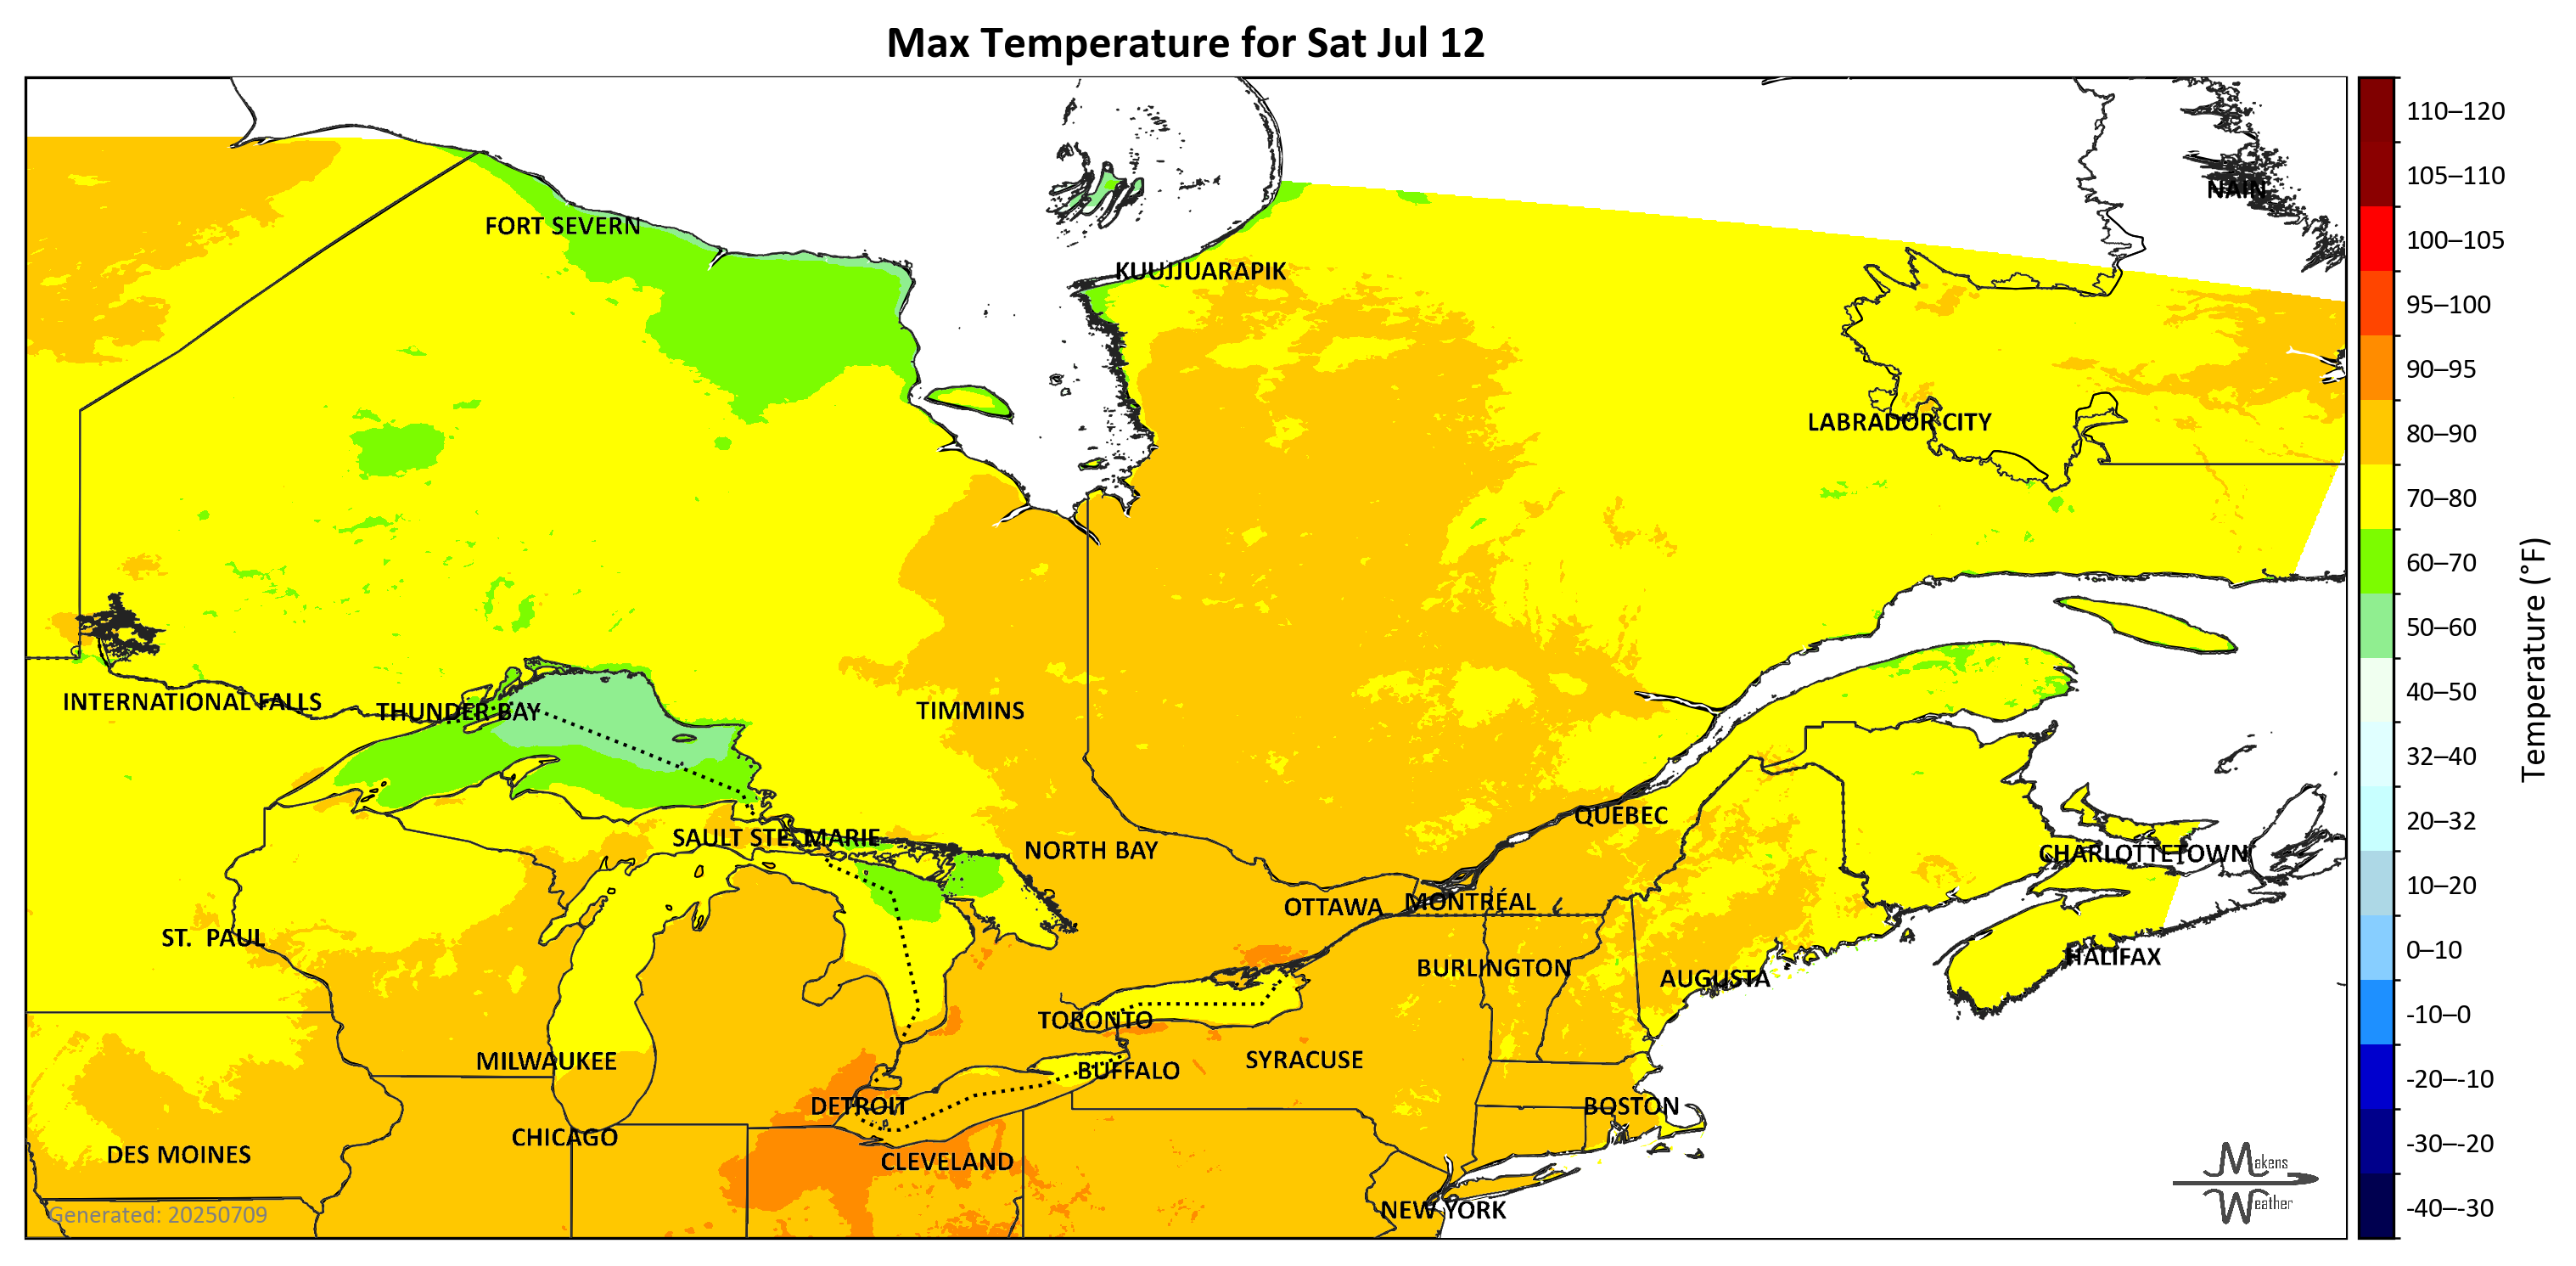 Max Temperature for Sat Jul 12
110–120
105–110
NAIN
FORT SEVERN
100–105
KUUJJUARAPIK
95–100
90–95
LABRADOR CITY
80–90
70–80
60–70
50–60
Temperature (°F)
40–50
INTERNATIONAL FALLS
THUNDER BAY
TIMMINS
32–40
QUÉBEC
20–32
SAULT STE. MARIE
NORTH BAY
CHARLOTTETOWN
10–20
OTTAWA
MONTRÉAL
ST.  PAUL
0–10
HALIFAX
BURLINGTON
AUGUSTA
-10–0
TORONTO
MILWAUKEE
SYRACUSE
BUFFALO
-20–-10
DETROIT
BOSTON
CHICAGO
-30–-20
DES MOINES
CLEVELAND
Makens
Weather
-40–-30
NEW YORK
Generated: 20250709